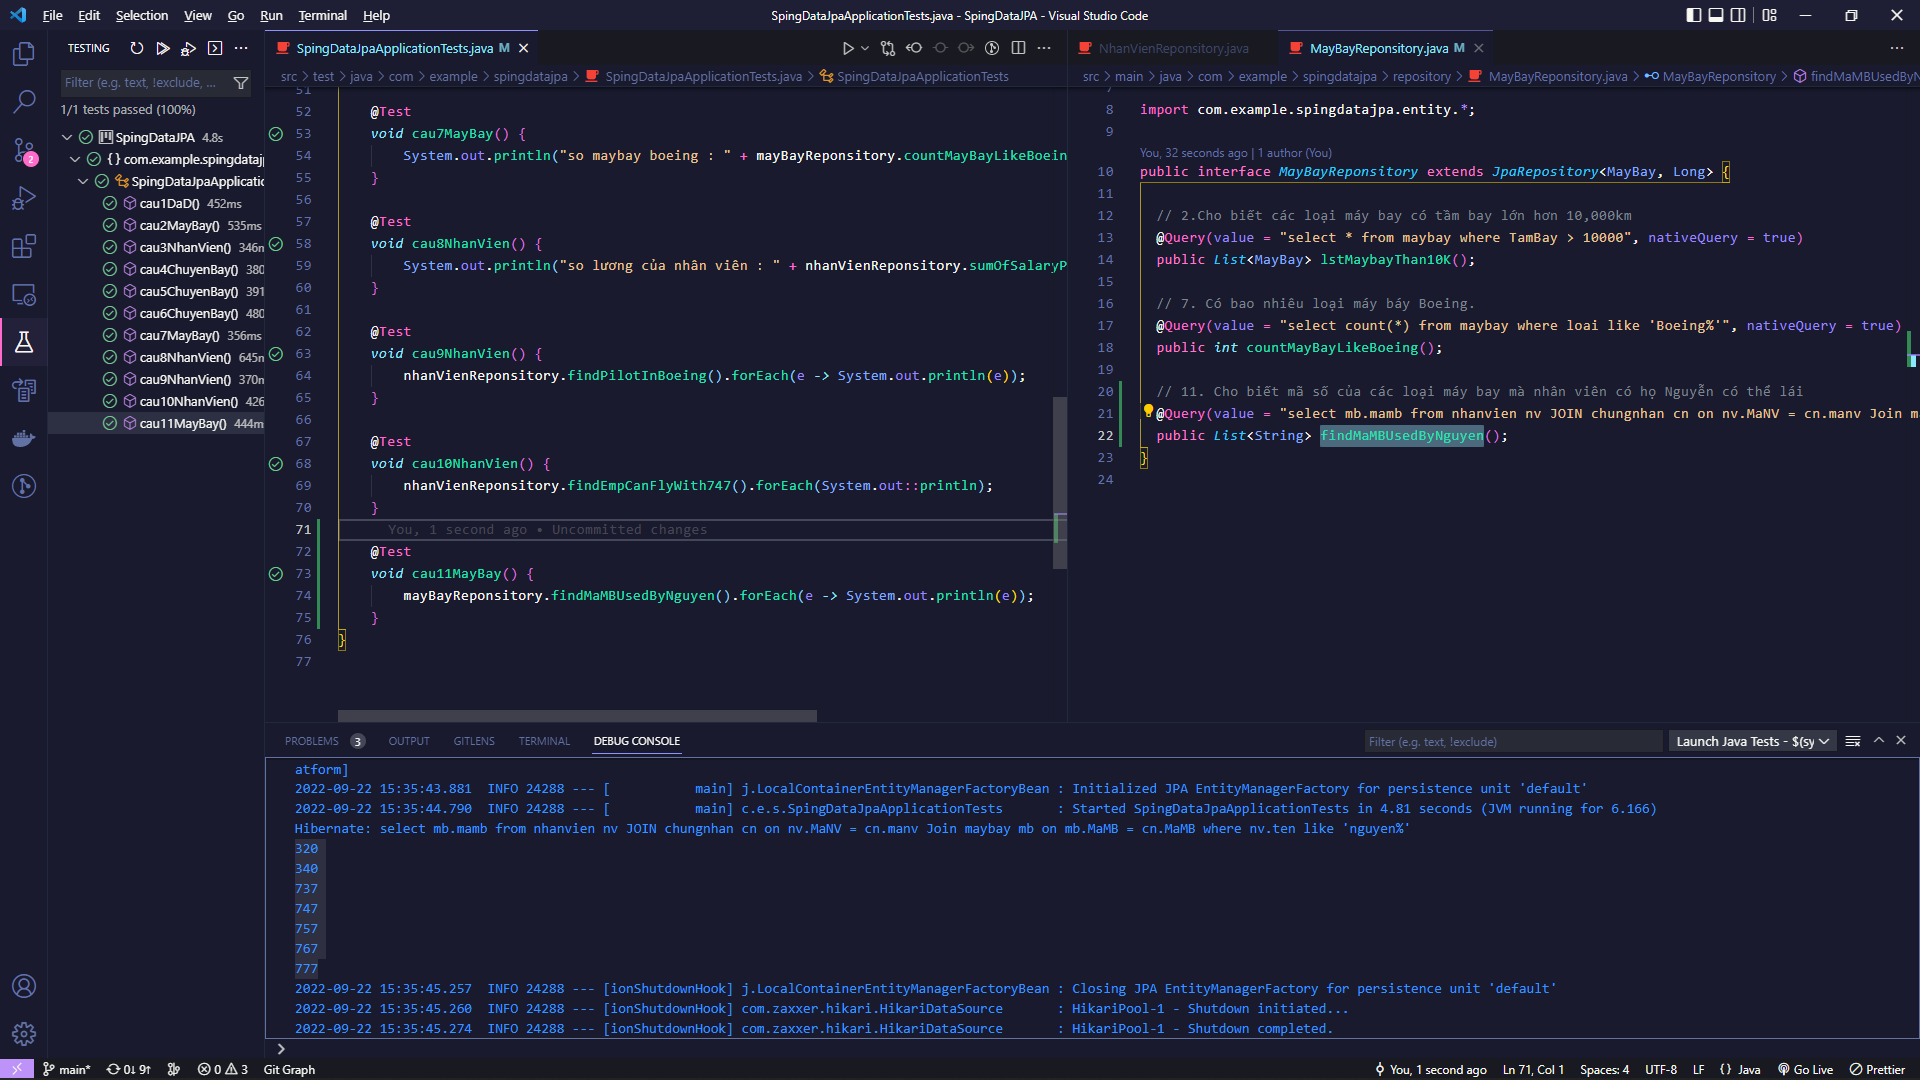 File Edit Selection View Go Run Terminal Help
SpingDataJpaApplicationTests.java - SpingDataJPA - Visual Studio Code
TESTING
Filter (e.g. text, !exclude, ...
1/1 tests passed (100%)
SpingDataJPA 4.8s
{} com.example.spingdatajp
SpingDataJpaApplicatio
cau1DaD() 452ms
cau2MayBay() 535ms
cau3NhanVien() 346m
cau4ChuyenBay() 380
cau5ChuyenBay() 391
cau6ChuyenBay() 480
cau7MayBay() 356ms
cau8NhanVien() 645m
cau9NhanVien() 370m
cau10NhanVien() 426
cau11MayBay() 444m
2
SpingDataJpaApplicationTests.java M
src > test > java > com > example > spingdatajpa > SpingDataJpaApplicationTests.java > SpingDataJpaApplicationTests
51
52 @Test
53 void cau7MayBay() {
54 System.out.println("so maybay boeing : " + mayBayReponsitory.countMayBayLikeBoein
55 }
56
57 @Test
58 void cau8NhanVien() {
59 System.out.println("so lương của nhân viên : " + nhanVienReponsitory.sumOfSalaryP
60 }
61
62 @Test
63 void cau9NhanVien() {
64 nhanVienReponsitory.findPilotInBoeing().forEach(e -> System.out.println(e));
65 }
66
67 @Test
68 void cau10NhanVien() {
69 nhanVienReponsitory.findEmpCanFlyWith747().forEach(System.out::println);
70 }
71 You, 1 second ago • Uncommitted changes
72 @Test
73 void cau11MayBay() {
74 mayBayReponsitory.findMaMBUsedByNguyen().forEach(e -> System.out.println(e));
75 }
76 }
77
NhanVienReponsitory.java MayBayReponsitory.java M
src > main > java > com > example > spingdatajpa > repository > MayBayReponsitory.java > MayBayReponsitory > findMaMBUsedByN
7
8 import com.example.spingdatajpa.entity.*;
9
You, 32 seconds ago | 1 author (You)
10 public interface MayBayReponsitory extends JpaRepository<MayBay, Long> {
11
12 // 2.Cho biết các loại máy bay có tầm bay lớn hơn 10,000km
13 @Query(value = "select * from maybay where TamBay > 10000", nativeQuery = true)
14 public List<MayBay> lstMaybayThan10K();
15
16 // 7. Có bao nhiêu loại máy báy Boeing.
17 @Query(value = "select count(*) from maybay where loai like 'Boeing%'", nativeQuery = true)
18 public int countMayBayLikeBoeing();
19
20 // 11. Cho biết mã số của các loại máy bay mà nhân viên có họ Nguyễn có thể lái
21 @Query(value = "select mb.mamb from nhanvien nv JOIN chungnhan cn on nv.MaNV = cn.manv Join m
22 public List<String> findMaMBUsedByNguyen();
23 }
24
PROBLEMS 3 OUTPUT GITLENS TERMINAL DEBUG CONSOLE
Filter (e.g. text, !exclude)
Launch Java Tests - $(sy
atform]
2022-09-22 15:35:43.881 INFO 24288 --- [ main] j.LocalContainerEntityManagerFactoryBean : Initialized JPA EntityManagerFactory for persistence unit 'default'
2022-09-22 15:35:44.790 INFO 24288 --- [ main] c.e.s.SpingDataJpaApplicationTests : Started SpingDataJpaApplicationTests in 4.81 seconds (JVM running for 6.166)
Hibernate: select mb.mamb from nhanvien nv JOIN chungnhan cn on nv.MaNV = cn.manv Join maybay mb on mb.MaMB = cn.MaMB where nv.ten like 'nguyen%'
320
340
737
747
757
767
777
2022-09-22 15:35:45.257 INFO 24288 --- [ionShutdownHook] j.LocalContainerEntityManagerFactoryBean : Closing JPA EntityManagerFactory for persistence unit 'default'
2022-09-22 15:35:45.260 INFO 24288 --- [ionShutdownHook] com.zaxxer.hikari.HikariDataSource : HikariPool-1 - Shutdown initiated...
2022-09-22 15:35:45.274 INFO 24288 --- [ionShutdownHook] com.zaxxer.hikari.HikariDataSource : HikariPool-1 - Shutdown completed.
main* 0↓ 9↑ 0 3 Git Graph
You, 1 second ago Ln 71, Col 1 Spaces: 4 UTF-8 LF {} Java Go Live Prettier